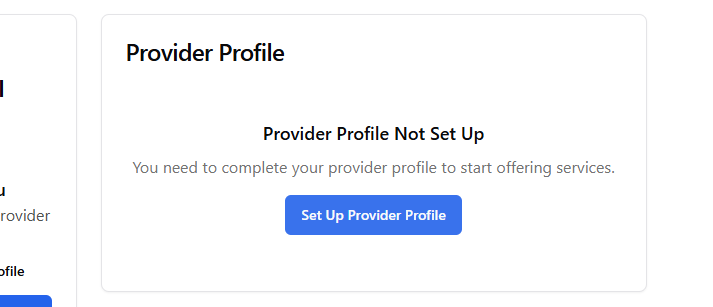 Provider Profile
Provider Profile Not Set Up
You need to complete your provider profile to start offering services.
Set Up Provider Profile